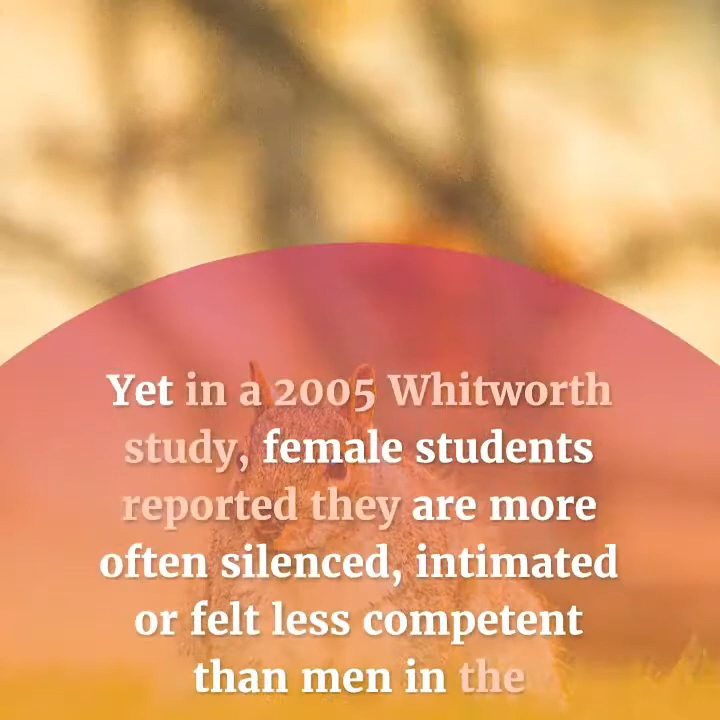 Yet in a 2005 Whitworth
study, female students
reported they are more
often silenced, intimated
or felt less competent
than men in the